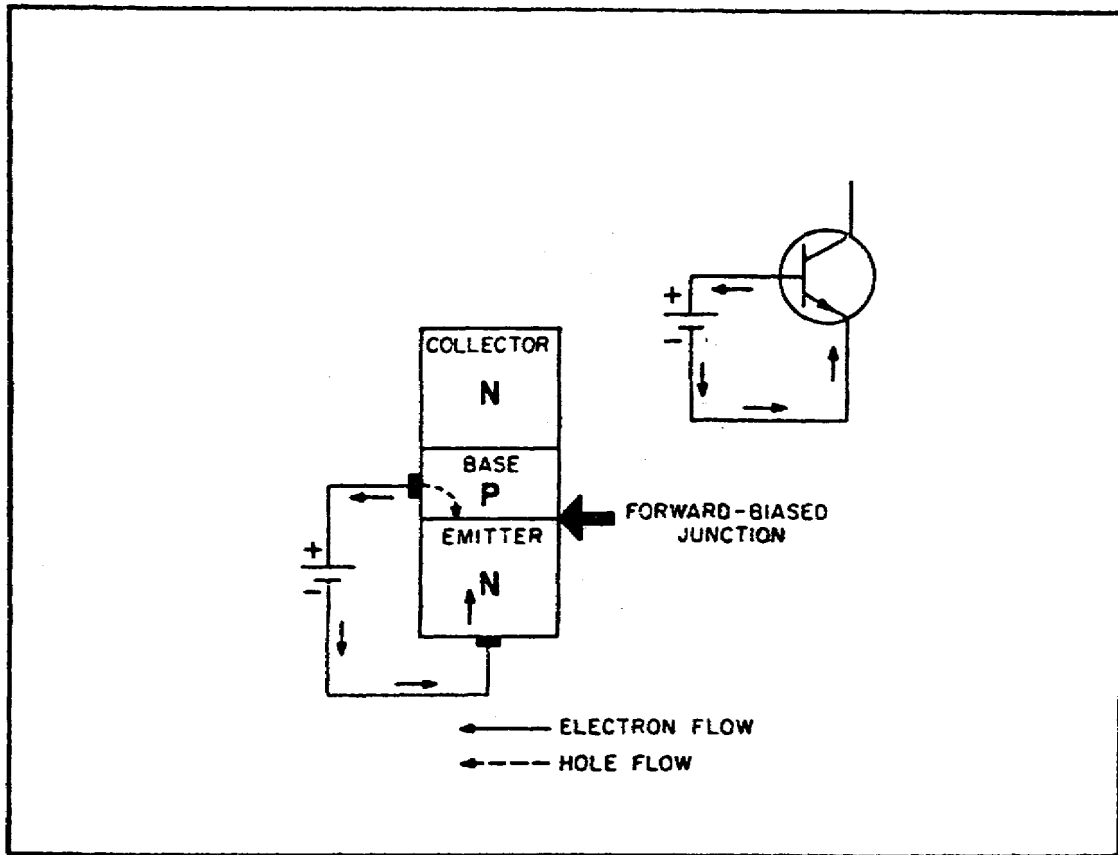 +
-
COLLECTOR
N
BASE
P
FORWARD-BIASED
JUNCTION
EMITTER
N
+
-
ELECTRON FLOW
HOLE FLOW